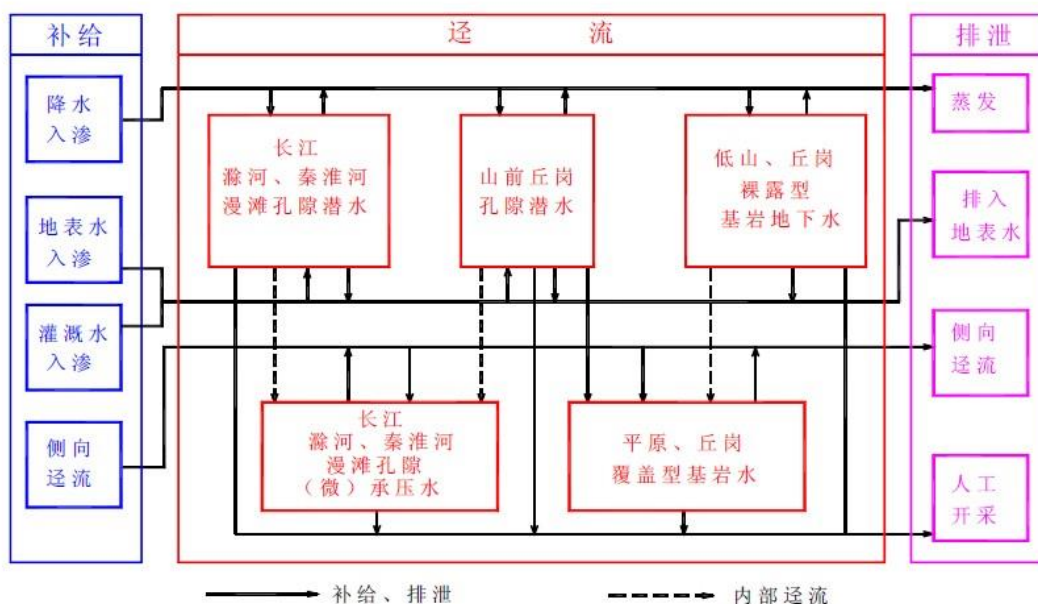 补给
迳流
排泄
降水
入渗
地表水
入渗
灌溉水
入渗
侧向
迳流
长江
滁河、秦淮河
漫滩孔隙潜水
山前丘岗
孔隙潜水
低山、丘岗
裸露型
基岩地下水
长江
滁河、秦淮河
漫滩孔隙
（微）承压水
平原、丘岗
覆盖型基岩水
蒸发
排入
地表水
侧向
迳流
人工
开采
补给、排泄
内部迳流